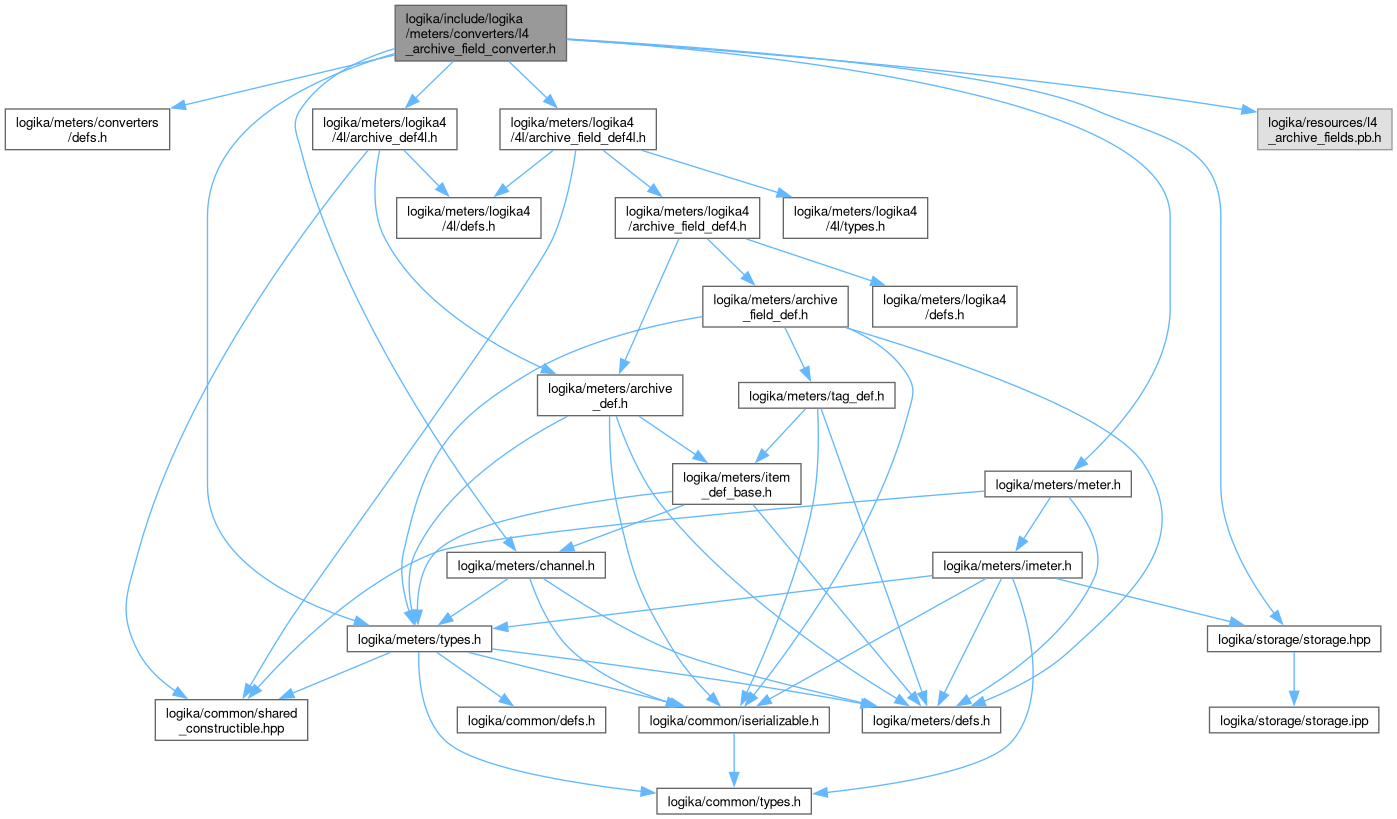 logika/include/logika
/meters/converters/l4
_archive_field_converter.h
logika/meters/converters
/defs.h
logika/meters/logika4
/4l/archive_def4l.h
logika/meters/logika4
/4l/archive_field_def4l.h
logika/resources/l4
_archive_fields.pb.h
logika/meters/logika4
/4l/defs.h
logika/meters/logika4
/archive_field_def4.h
logika/meters/logika4
/4l/types.h
logika/meters/archive
_field_def.h
logika/meters/logika4
/defs.h
logika/meters/archive
_def.h
logika/meters/tag_def.h
logika/meters/item
_def_base.h
logika/meters/meter.h
logika/meters/channel.h
logika/meters/imeter.h
logika/meters/types.h
logika/storage/storage.hpp
logika/common/shared
_constructible.hpp
logika/common/defs.h
logika/common/iserializable.h
logika/meters/defs.h
logika/storage/storage.ipp
logika/common/types.h